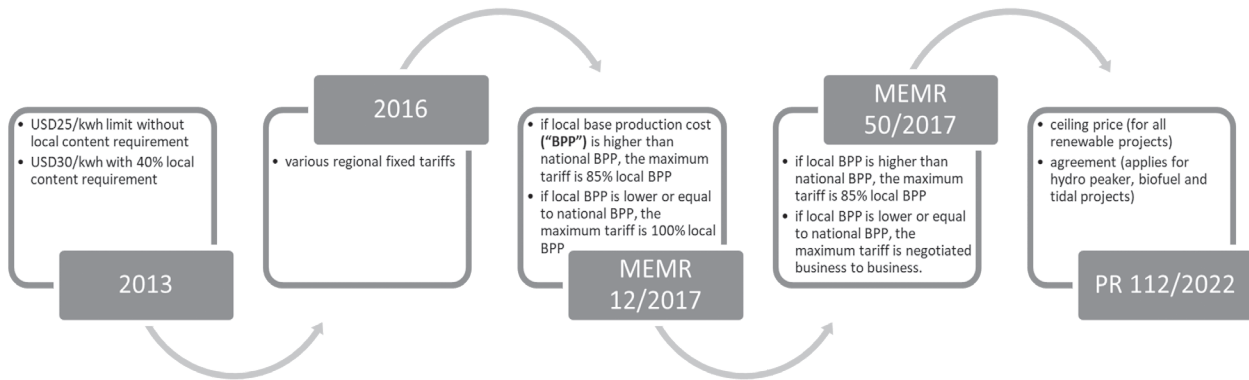 • USD25/kwh limit without
local content requirement
• USD30/kwh with 40% local
content requirement
2013
2016
• various regional fixed tariffs
• if local base production cost
("BPP") is higher than
national BPP, the maximum
tariff is 85% local BPP
• if local BPP is lower or equal
to national BPP, the
maximum tariff is 100% local
BPP
MEMR
12/2017
MEMR
50/2017
• if local BPP is higher than
national BPP, the maximum
tariff is 85% local BPP
• if local BPP is lower or equal
to national BPP, the
maximum tariff is negotiated
business to business.
• ceiling price (for all
renewable projects)
• agreement (applies for
hydro peaker, biofuel and
tidal projects)
PR 112/2022